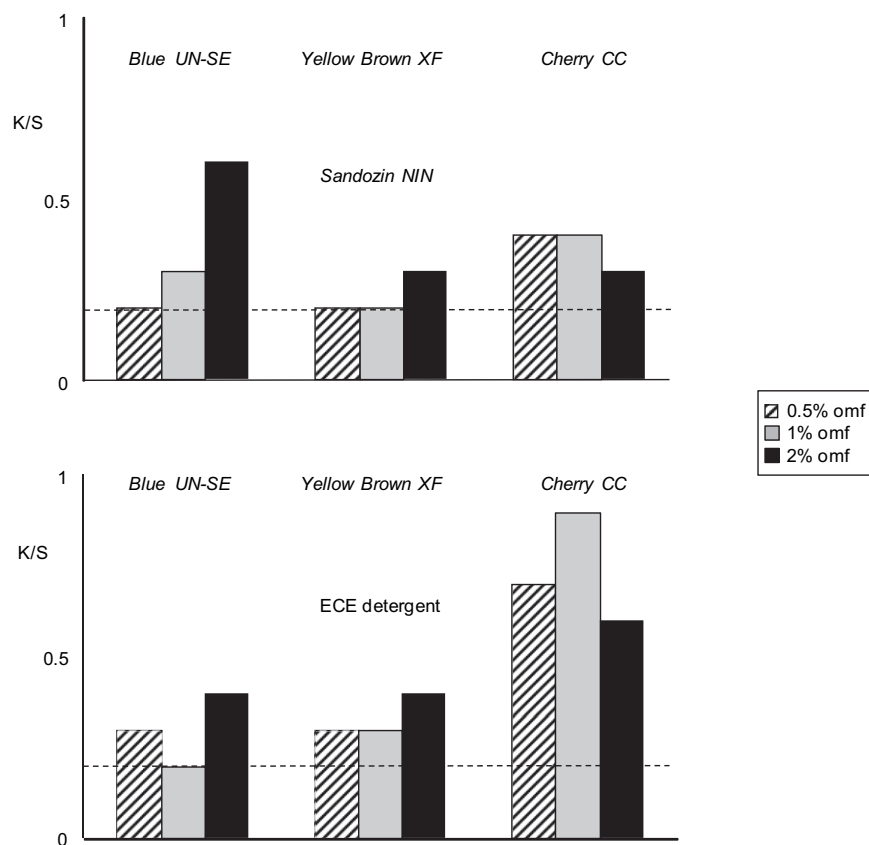 1
Blue UN-SE Yellow Brown XF Cherry CC
K/S
Sandozin NIN
0.5
0
0.5% omf
1% omf
2% omf
1
Blue UN-SE Yellow Brown XF Cherry CC
K/S
ECE detergent
0.5
0